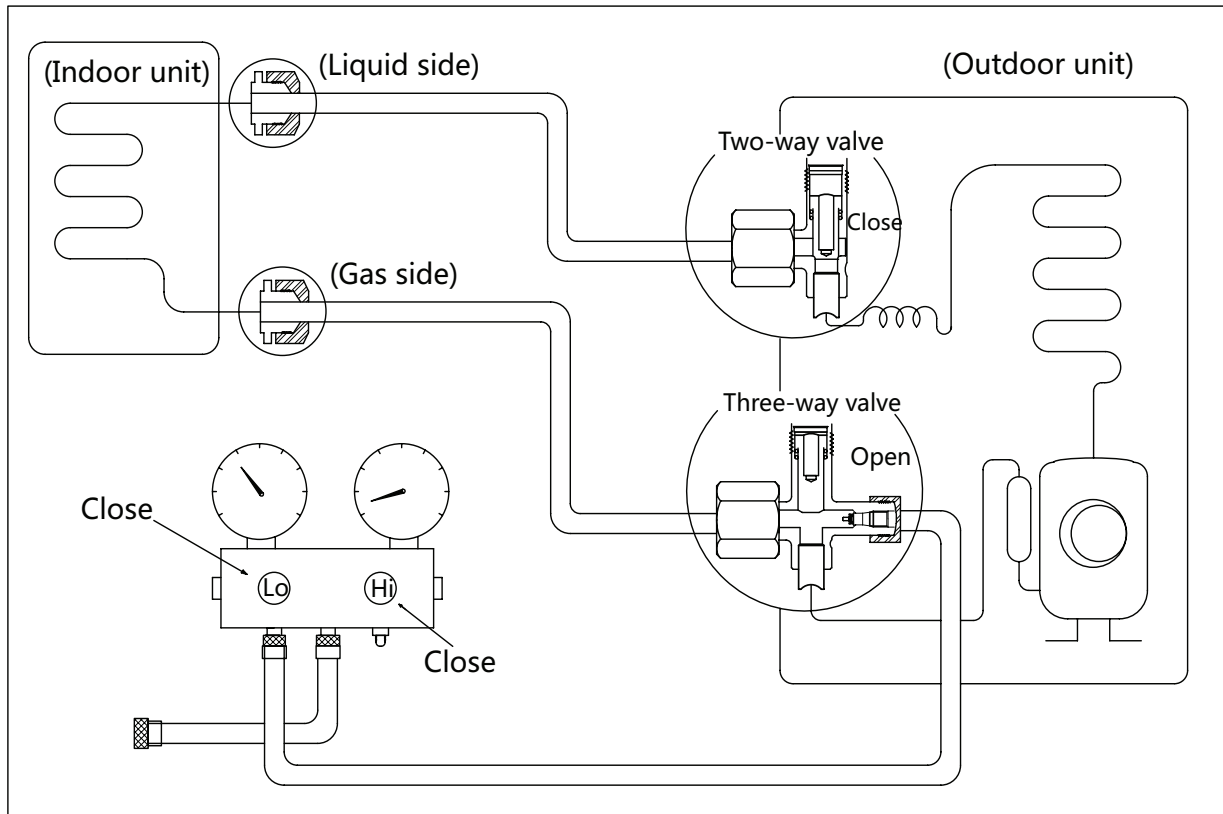 (Indoor unit)
(Liquid side)
(Outdoor unit)
Two-way valve
Close
(Gas side)
Three-way valve
Open
Close
Lo
Hi
Close